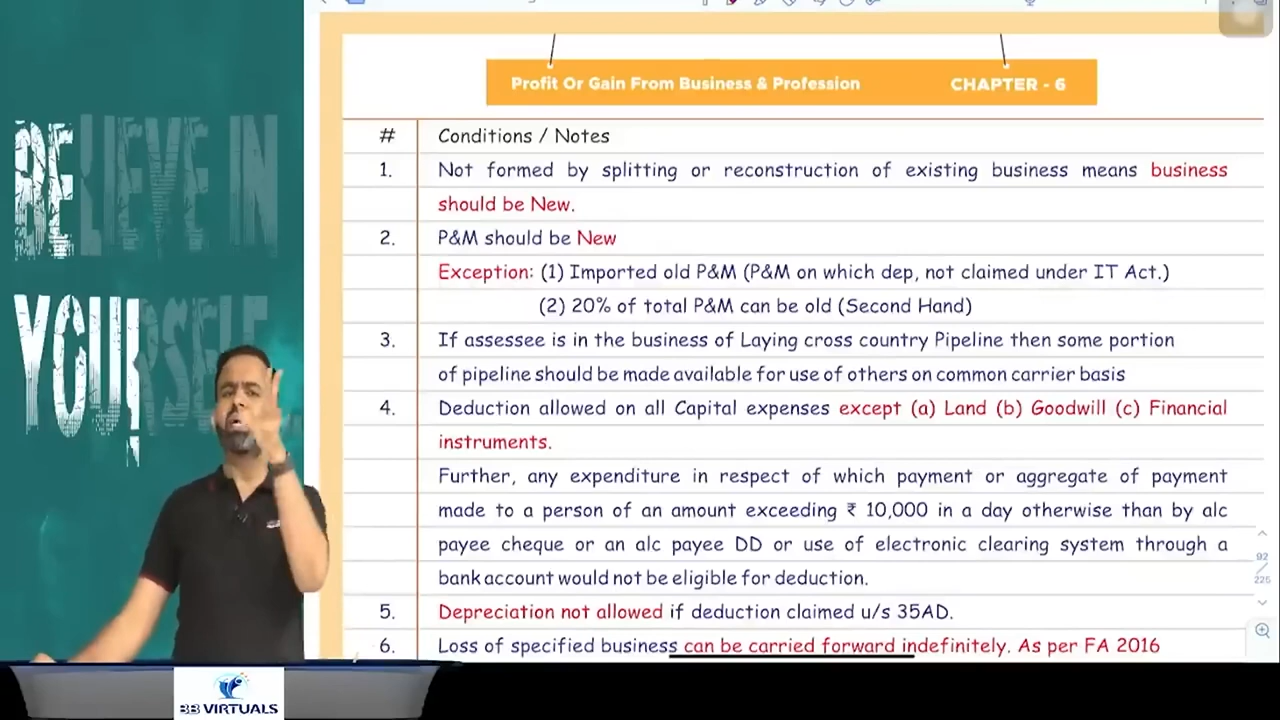 BELIEVE IN
YOURSELF
Profit Or Gain From Business & Profession CHAPTER - 6
# Conditions / Notes
1. Not formed by splitting or reconstruction of existing business means business
should be New.
2. P&M should be New
Exception: (1) Imported old P&M (P&M on which dep, not claimed under IT Act.)
(2) 20% of total P&M can be old (Second Hand)
3. If assessee is in the business of Laying cross country Pipeline then some portion
of pipeline should be made available for use of others on common carrier basis
4. Deduction allowed on all Capital expenses except (a) Land (b) Goodwill (c) Financial
instruments.
Further, any expenditure in respect of which payment or aggregate of payment
made to a person of an amount exceeding ₹ 10,000 in a day otherwise than by alc
payee cheque or an alc payee DD or use of electronic clearing system through a
bank account would not be eligible for deduction.
5. Depreciation not allowed if deduction claimed u/s 35AD.
6. Loss of specified business can be carried forward indefinitely. As per FA 2016
92
/
225
BB VIRTUALS